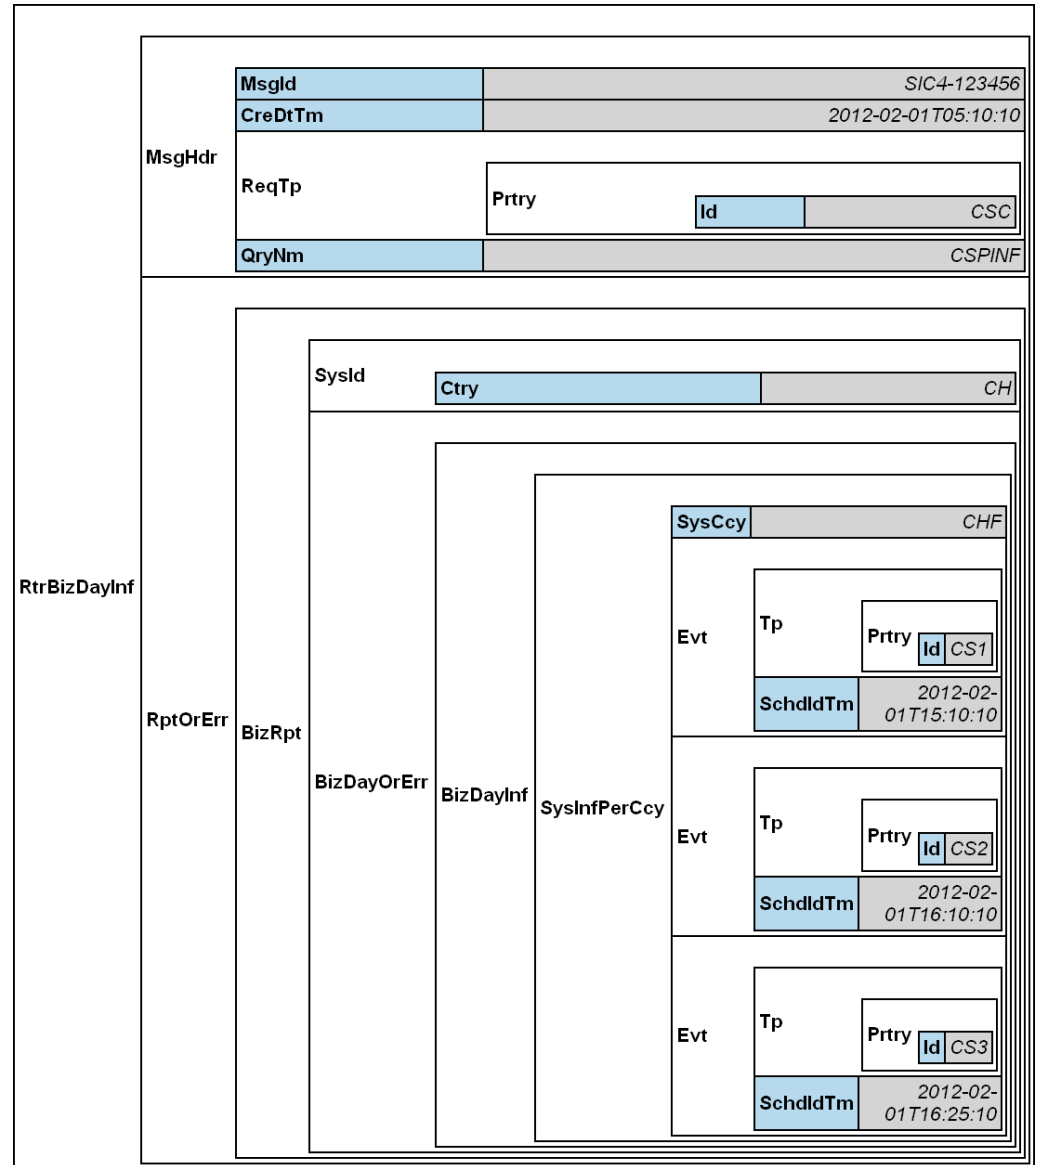 MsgId SIC4-123456
CreDtTm 2012-02-01T05:10:10
MsgHdr
ReqTp
Prtry
Id CSC
QryNm CSPINF
SysId
Ctry CH
SysCcy CHF
RtrBizDayInf
Evt
Tp
Prtry
Id CS1
SchdldTm 2012-02-
01T15:10:10
RptOrErr
BizRpt
BizDayOrErr
BizDayInf
SysInfPerCcy
Evt
Tp
Prtry
Id CS2
SchdldTm 2012-02-
01T16:10:10
Evt
Tp
Prtry
Id CS3
SchdldTm 2012-02-
01T16:25:10